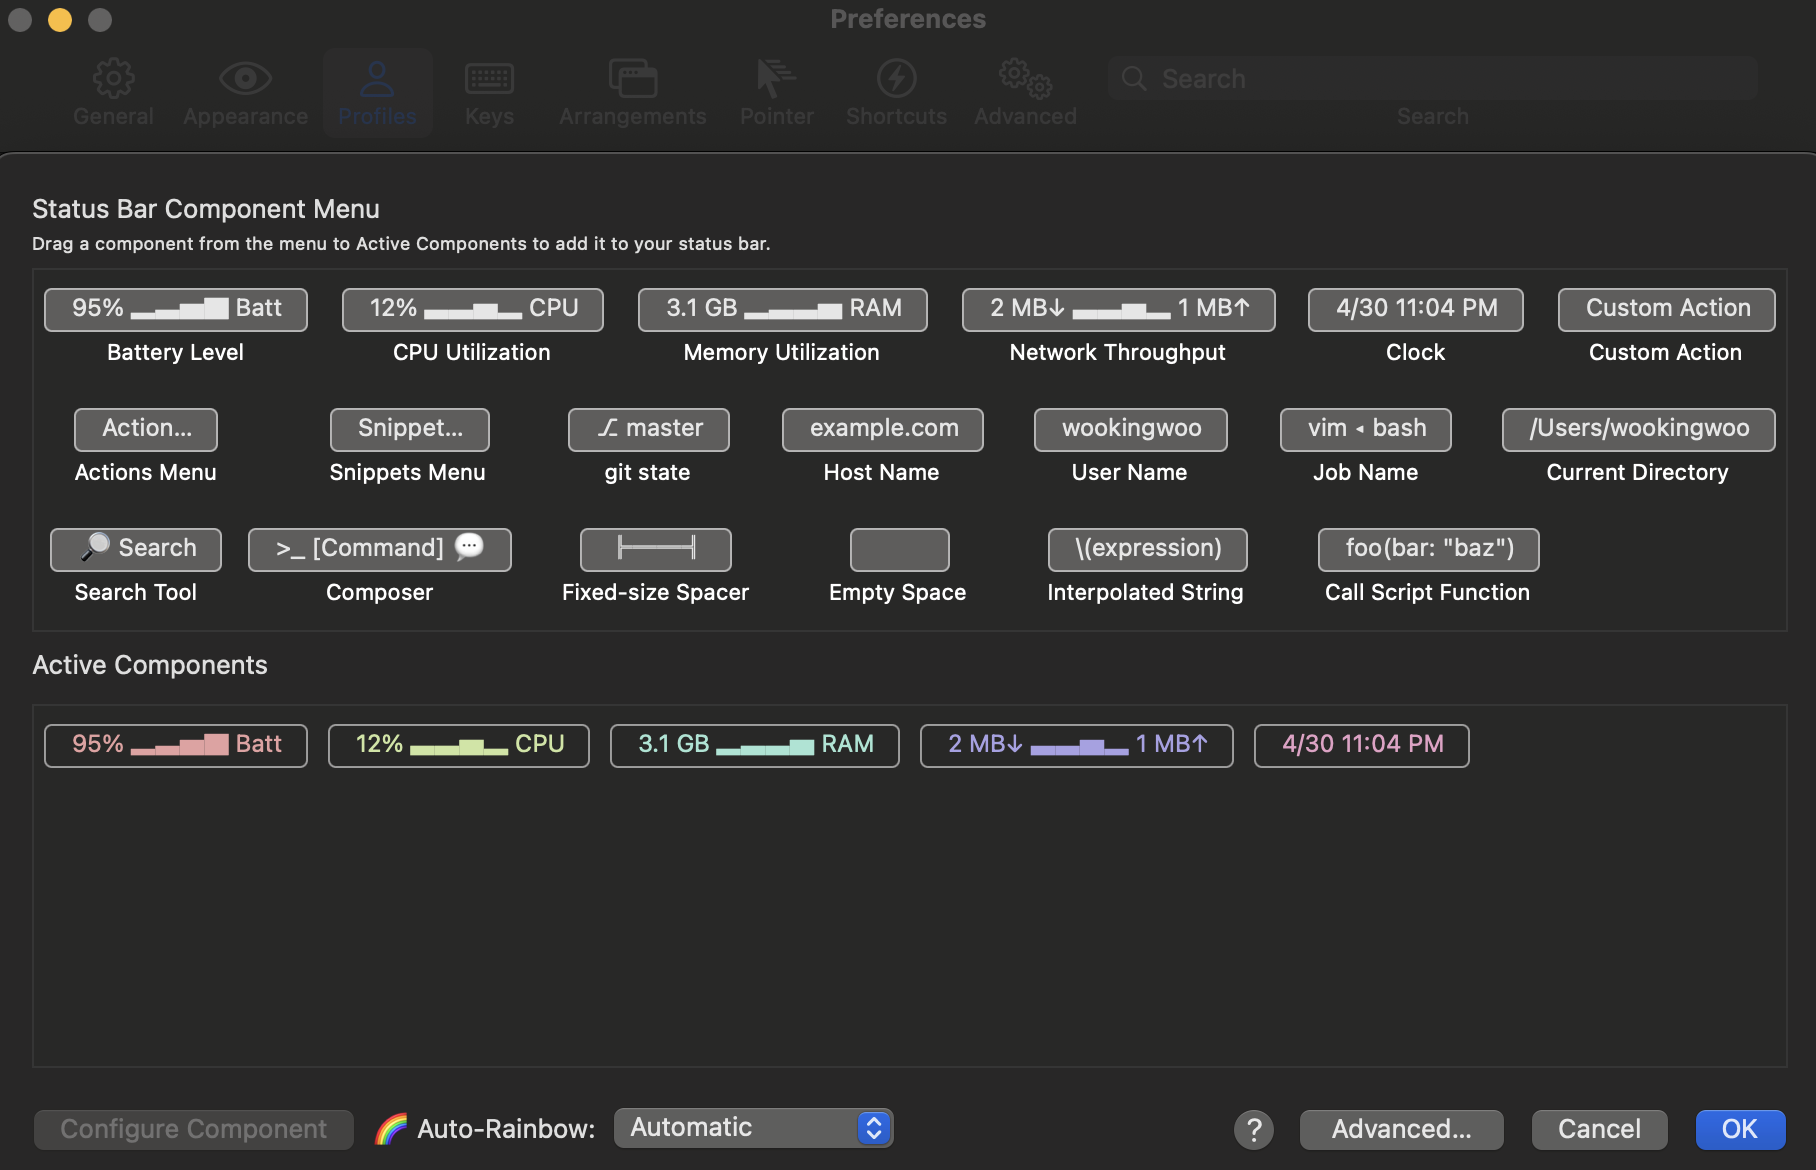 Preferences
General Appearance Profiles Keys Arrangements Pointer Shortcuts Advanced Search
Search
Status Bar Component Menu
Drag a component from the menu to Active Components to add it to your status bar.
95% Batt 12% CPU 3.1 GB RAM 2 MB↓ 1 MB↑ 4/30 11:04 PM Custom Action
Battery Level CPU Utilization Memory Utilization Network Throughput Clock Custom Action
Action... Snippet... master example.com wookingwoo vim ◂ bash /Users/wookingwoo
Actions Menu Snippets Menu git state Host Name User Name Job Name Current Directory
Search >_ [Command] \(expression) foo(bar: "baz")
Search Tool Composer Fixed-size Spacer Empty Space Interpolated String Call Script Function
Active Components
95% Batt 12% CPU 3.1 GB RAM 2 MB↓ 1 MB↑ 4/30 11:04 PM
Configure Component Auto-Rainbow: Automatic ? Advanced... Cancel OK